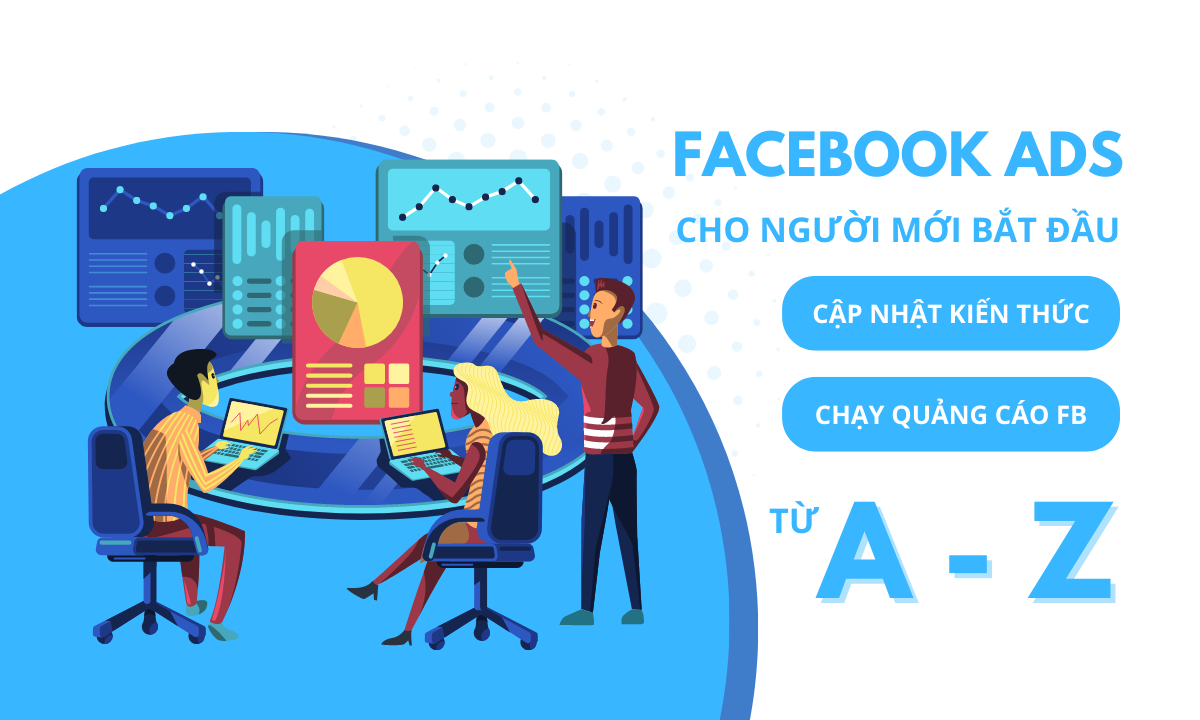 FACEBOOK ADS
CHO NGƯỜI MỚI BẮT ĐẦU
CẬP NHẬT KIẾN THỨC
CHẠY QUẢNG CÁO FB
TỪ A - Z